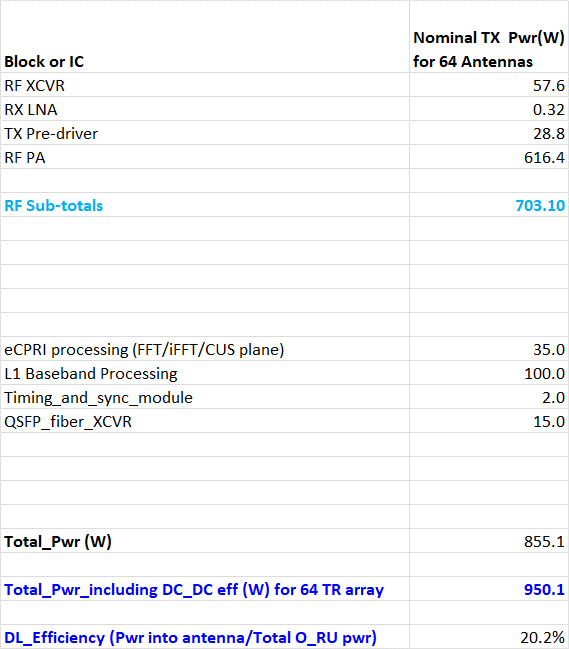 Nominal TX  Pwr(W)
Block or IC for 64 Antennas
RF XCVR 57.6
RX LNA 0.32
TX Pre-driver 28.8
RF PA 616.4
RF Sub-totals 703.10
eCPRI processing (FFT/iFFT/CUS plane) 35.0
L1 Baseband Processing 100.0
Timing_and_sync_module 2.0
QSFP_fiber_XCVR 15.0
Total_Pwr (W) 855.1
Total_Pwr_including DC_DC eff (W) for 64 TR array 950.1
DL_Efficiency (Pwr into antenna/Total O_RU pwr) 20.2%